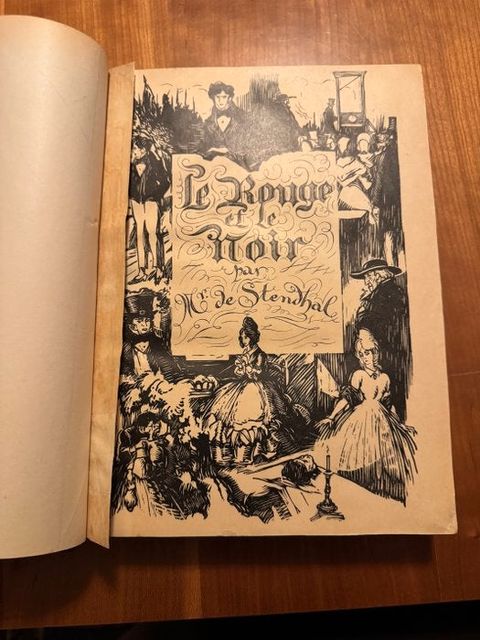 Le Rouge
et le
Noir
par
Mr. de Stendhal